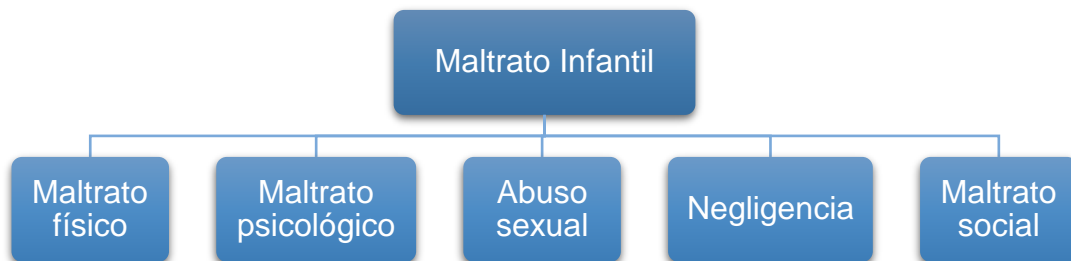 Maltrato Infantil
Maltrato
físico
Maltrato
psicológico
Abuso
sexual
Negligencia
Maltrato
social